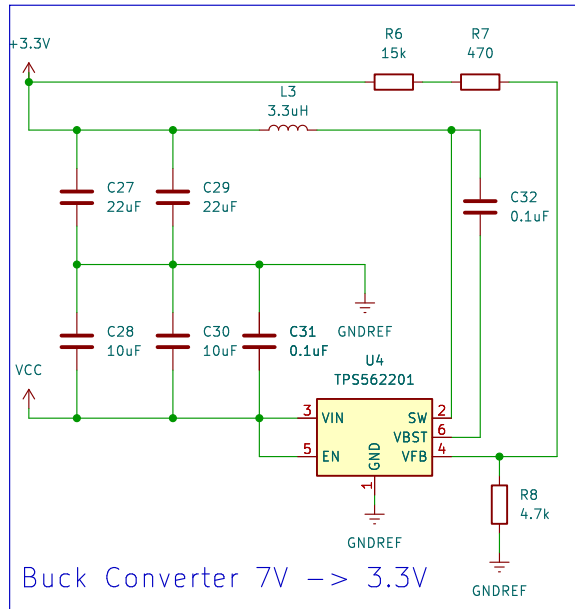 +3.3V
R6
15k
R7
470
L3
3.3uH
C27
22uF
C29
22uF
C32
0.1uF
GNDREF
C28
10uF
C30
10uF
C31
0.1uF
VCC
U4
TPS562201
3 VIN SW 2
VBST 6
5 EN VFB 4
GND
1
R8
4.7k
GNDREF
GNDREF
Buck Converter 7V -> 3.3V